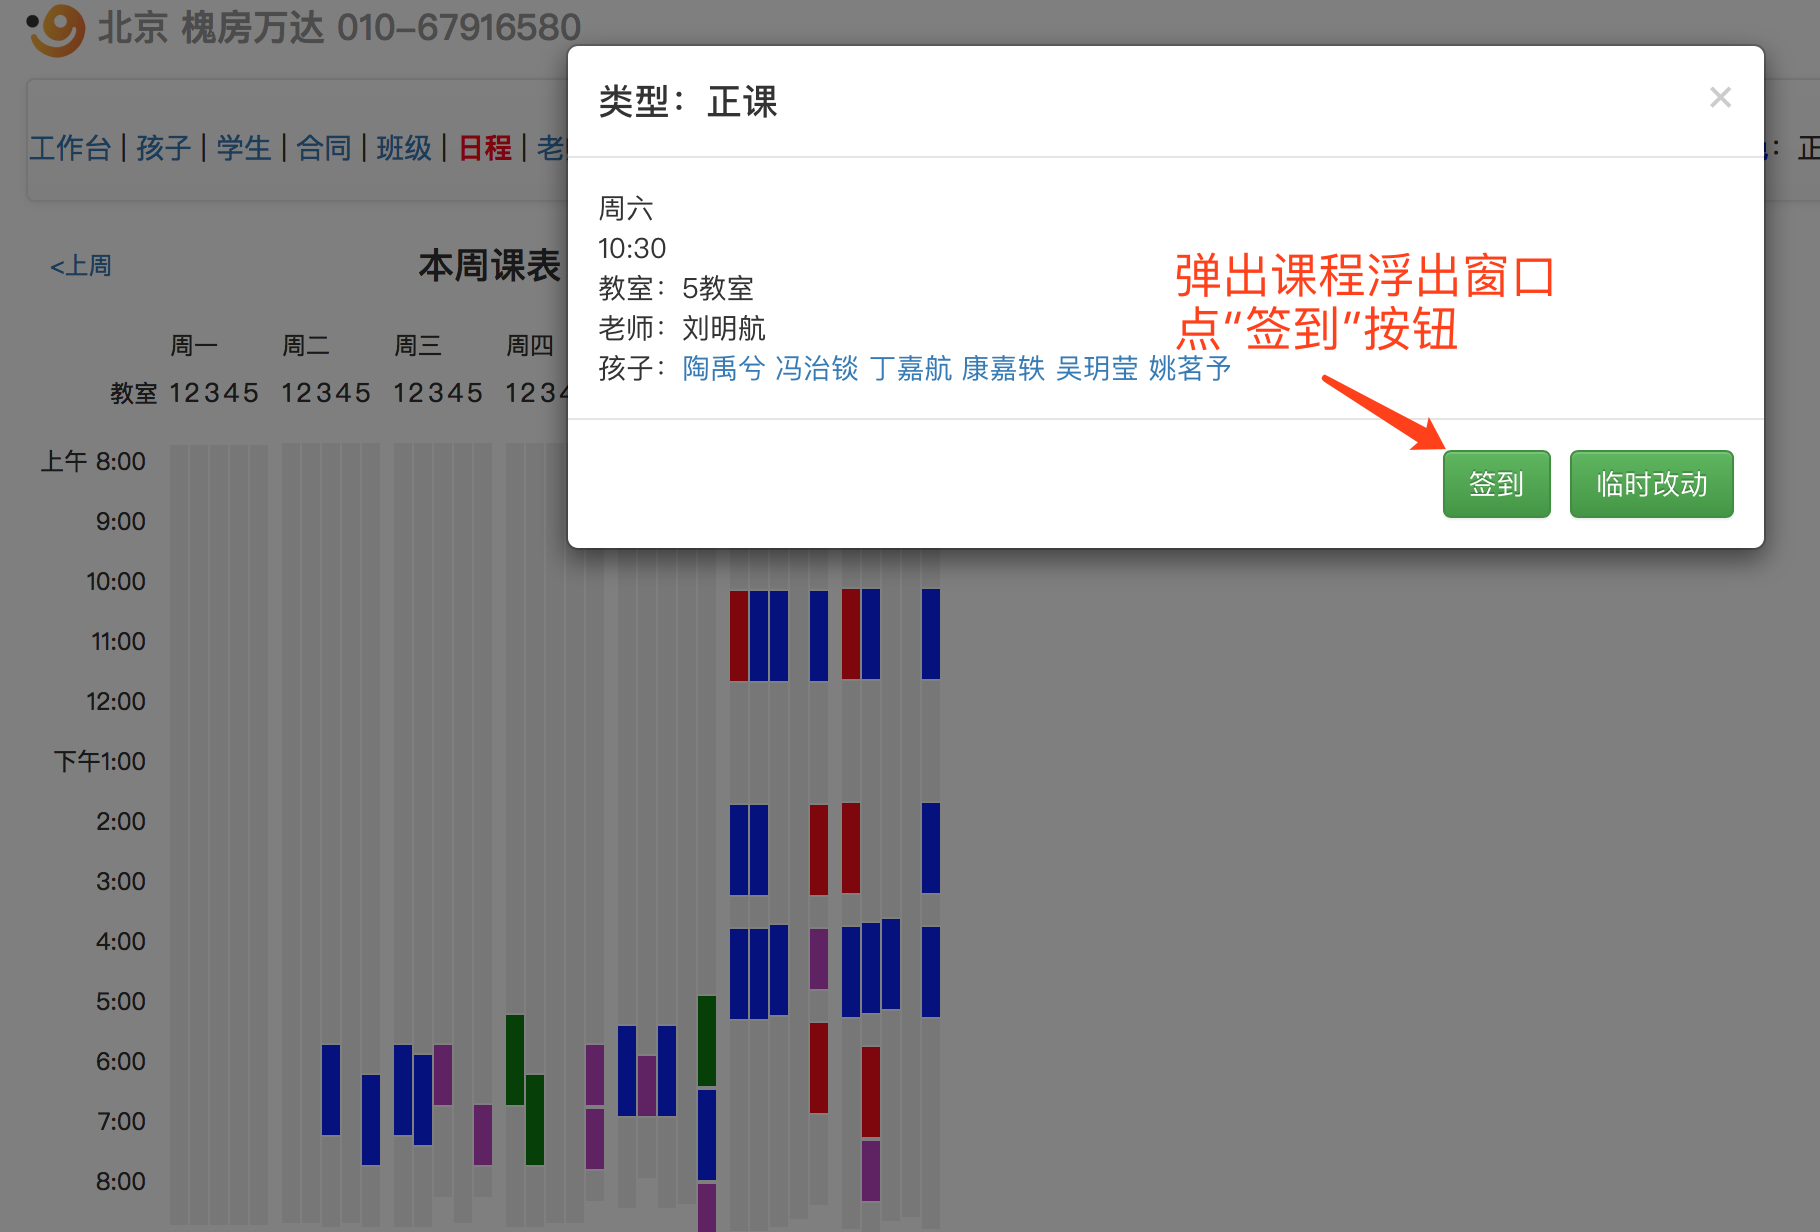 北京 槐房万达 010-67916580
类型：正课
×
工作台 | 孩子 | 学生 | 合同 | 班级 | 日程 | 老
：正
周六
10:30
教室：5教室
老师：刘明航
孩子：陶禹兮 冯治锬 丁嘉航 康嘉轶 吴玥莹 姚茗予
弹出课程浮出窗口
点“签到”按钮
签到 临时改动
<上周 本周课表
周一 周二 周三 周四
教室 12345 12345 12345 1234
上午 8:00
9:00
10:00
11:00
12:00
下午1:00
2:00
3:00
4:00
5:00
6:00
7:00
8:00